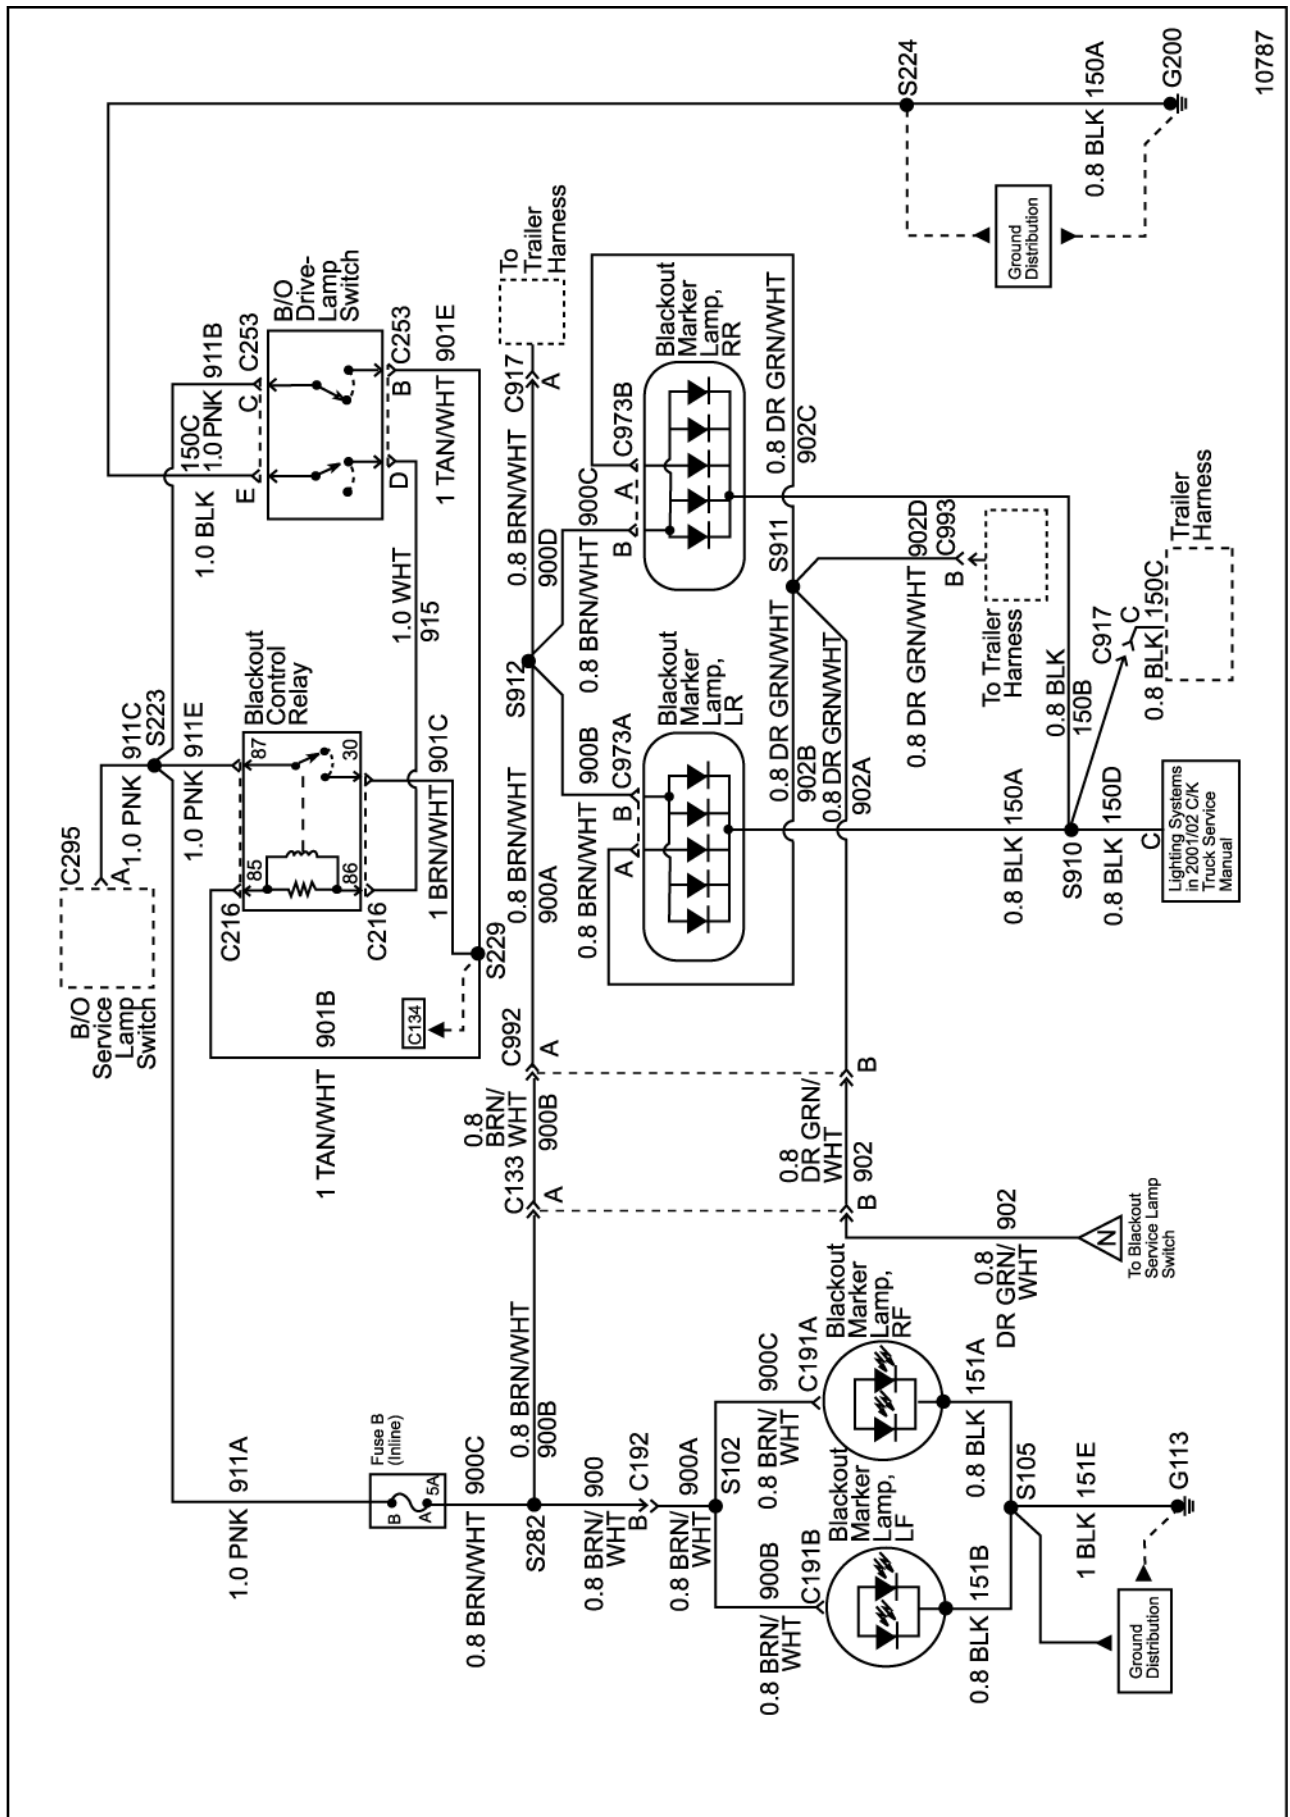 1.0 PNK 911A
Fuse B
(Inline)
B
A
5A
0.8 BRN/WHT 900C
0.8 BRN/WHT
900B
S282
0.8 BRN/
WHT
900
B
C192
0.8 BRN/
WHT
900A
S102
0.8 BRN/
WHT
900B
C191B
0.8 BRN/
WHT
900C
C191A
Blackout
Marker
Lamp,
LF
Blackout
Marker
Lamp,
RF
0.8 BLK 151B
0.8 BLK 151A
S105
1 BLK 151E
G113
Ground
Distribution
0.8
DR GRN/
WHT
902
N
To Blackout
Service Lamp
Switch
B/O
Service
Lamp
Switch
C295
A
1.0 PNK 911C
S223
1.0 PNK 911E
Blackout
Control
Relay
87
30
85
86
C216
C216
1 TAN/WHT 901B
C134
S229
1 BRN/WHT 901C
1.0 WHT
915
1.0 BLK
150C
1.0 PNK 911B
E
C
C253
B/O
Drive-
Lamp
Switch
D
B
C253
1 TAN/WHT 901E
C133
A
0.8
BRN/
WHT
900B
C992
A
0.8 BRN/WHT
900A
S912
0.8 BRN/WHT
900D
C917
A
To
Trailer
Harness
0.8 BRN/WHT
900B
C973A
A
B
Blackout
Marker
Lamp,
LR
0.8 BRN/WHT
900C
C973B
B
A
Blackout
Marker
Lamp,
RR
0.8 DR GRN/WHT
902B
0.8 DR GRN/WHT
902A
S911
0.8 DR GRN/WHT
902C
B
0.8
DR GRN/
WHT
902
B
0.8 DR GRN/WHT 902D
B
C993
To Trailer
Harness
0.8 BLK 150A
0.8 BLK
150B
S910
0.8 BLK 150D
C
Lighting Systems
in 2001/02 C/K
Truck Service
Manual
C917
C
0.8 BLK 150C
Trailer
Harness
S224
0.8 BLK 150A
G200
Ground
Distribution
10787